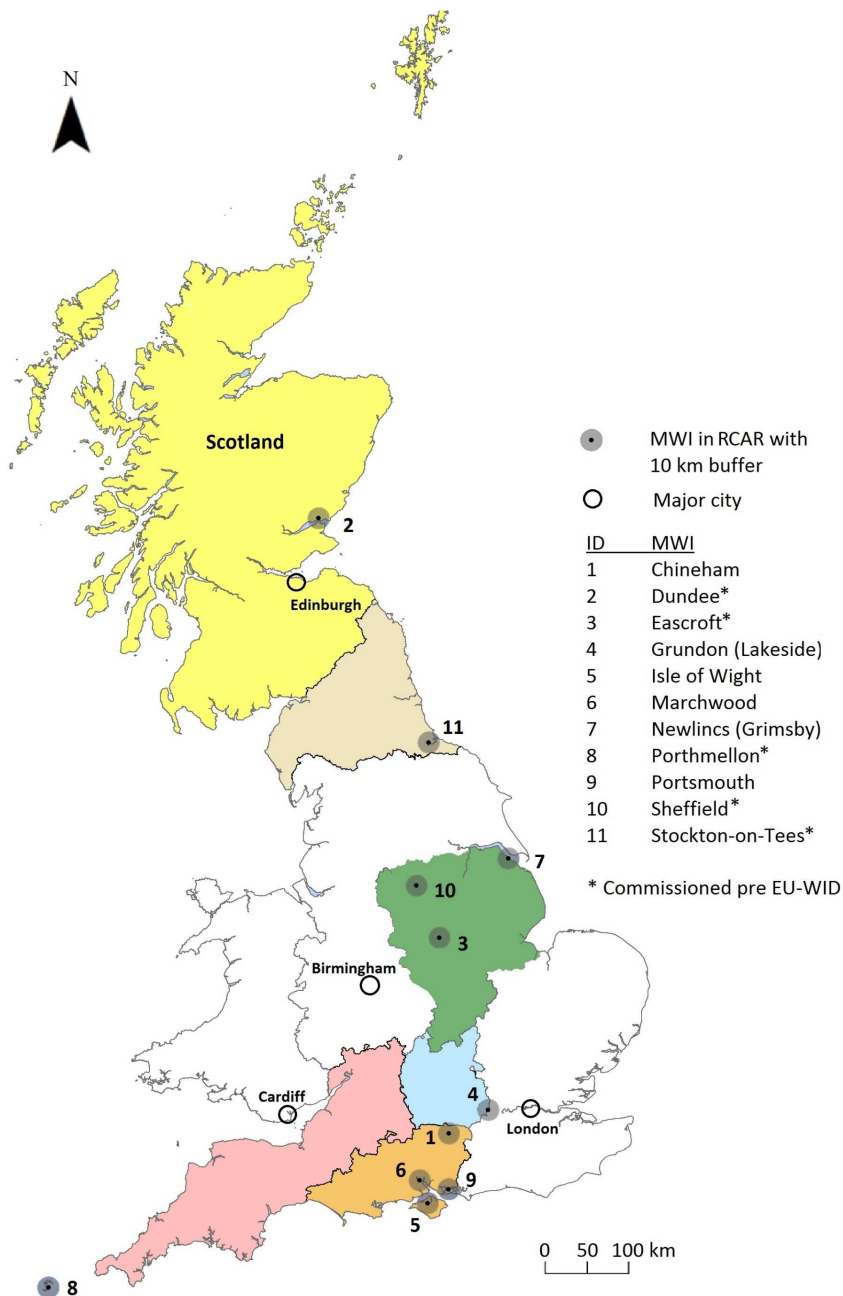 N
Scotland
2
Edinburgh
11
7
10
3
Birmingham
Cardiff
4
London
1
6
9
5
8
0 50 100 km
MWI in RCAR with
10 km buffer
Major city
ID MWI
1 Chineham
2 Dundee*
3 Eascroft*
4 Grundon (Lakeside)
5 Isle of Wight
6 Marchwood
7 Newlincs (Grimsby)
8 Porthmellon*
9 Portsmouth
10 Sheffield*
11 Stockton-on-Tees*
* Commissioned pre EU-WID